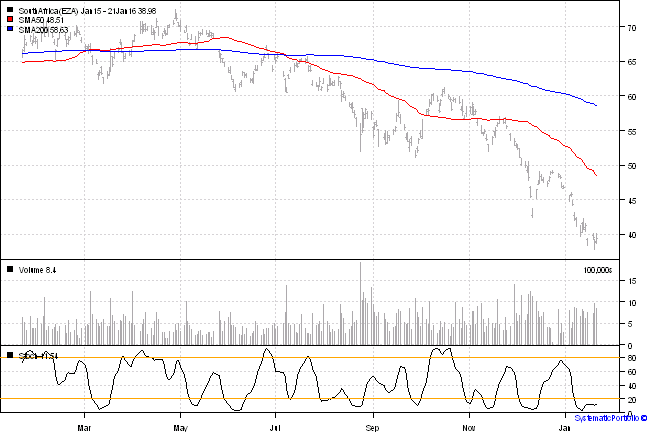 SouthAfrica(EZA) Jan15 - 21Jan16 38.98
SMA50 48.51
SMA200 58.63
70
65
60
55
50
45
40
Volume 8.4
100,000s
15
10
5
0
80
60
40
20
0
Mar
May
Jul
Sep
Nov
Jan
SystematicPortfolio ©